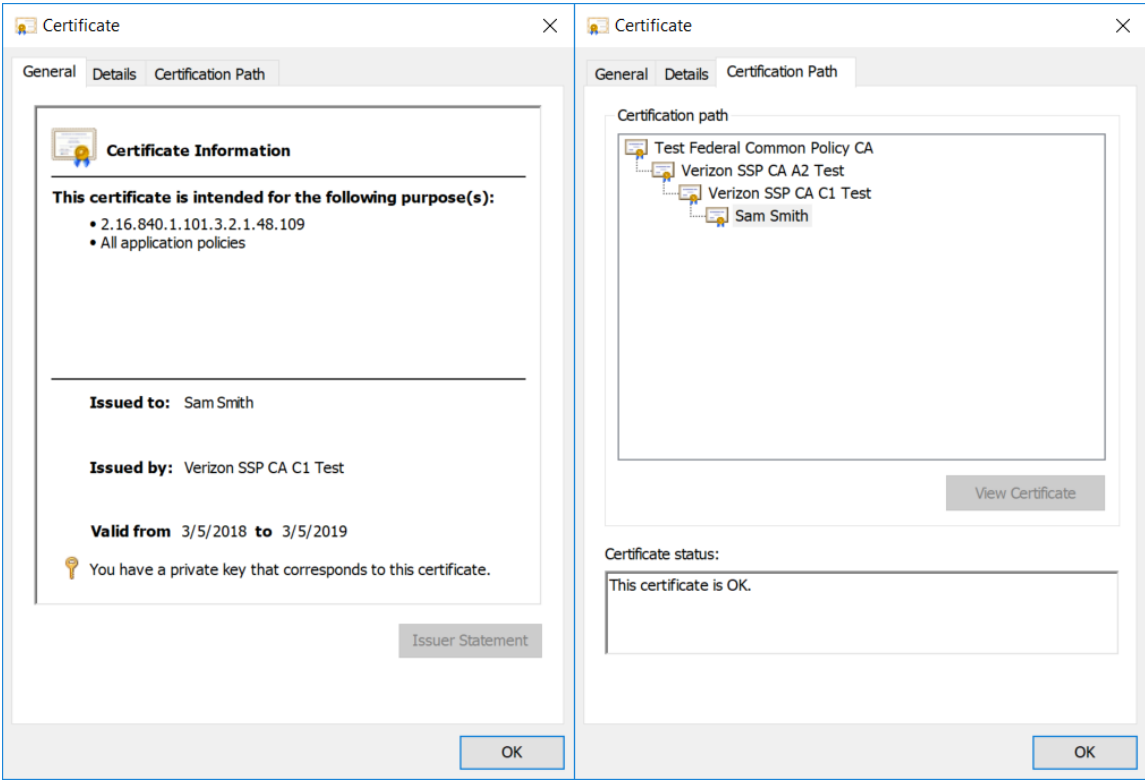 Certificate
General Details Certification Path
Certificate Information
This certificate is intended for the following purpose(s):
• 2.16.840.1.101.3.2.1.48.109
• All application policies
Issued to: Sam Smith
Issued by: Verizon SSP CA C1 Test
Valid from 3/5/2018 to 3/5/2019
You have a private key that corresponds to this certificate.
Issuer Statement
OK
Certificate
General Details Certification Path
Certification path
Test Federal Common Policy CA
Verizon SSP CA A2 Test
Verizon SSP CA C1 Test
Sam Smith
View Certificate
Certificate status:
This certificate is OK.
OK